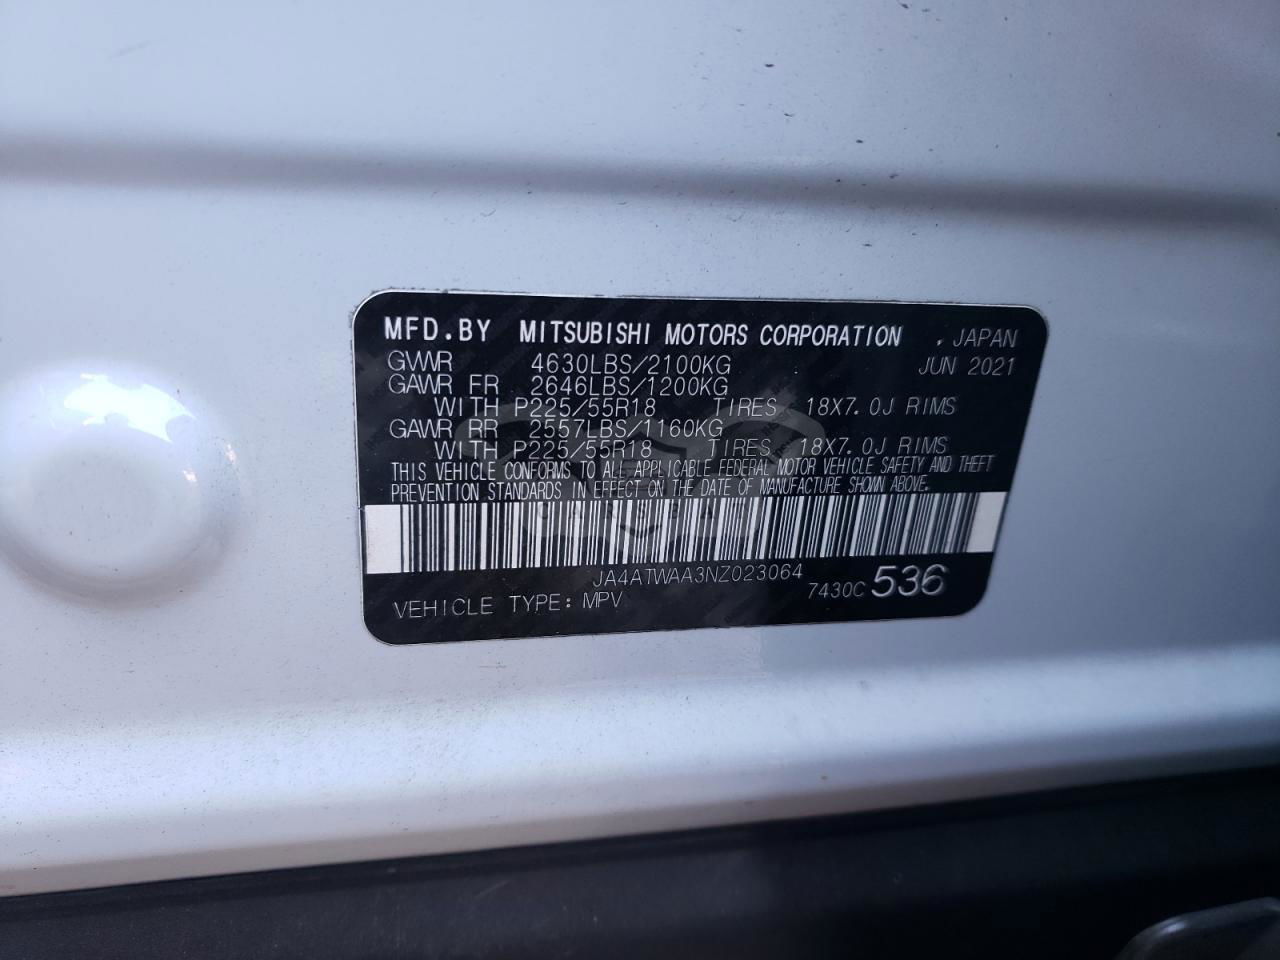 MFD.BY MITSUBISHI MOTORS CORPORATION , JAPAN
GVWR 4630LBS/2100KG JUN 2021
GAWR FR 2646LBS/1200KG
WITH P225/55R18 TIRES 18X7.0J RIMS
GAWR RR 2557LBS/1160KG
WITH P225/55R18 TIRES 18X7.0J RIMS
THIS VEHICLE CONFORMS TO ALL APPLICABLE FEDERAL MOTOR VEHICLE SAFETY AND THEFT
PREVENTION STANDARDS IN EFFECT ON THE DATE OF MANUFACTURE SHOWN ABOVE.
JA4ATWAA3NZ023064
VEHICLE TYPE: MPV 7430C 536